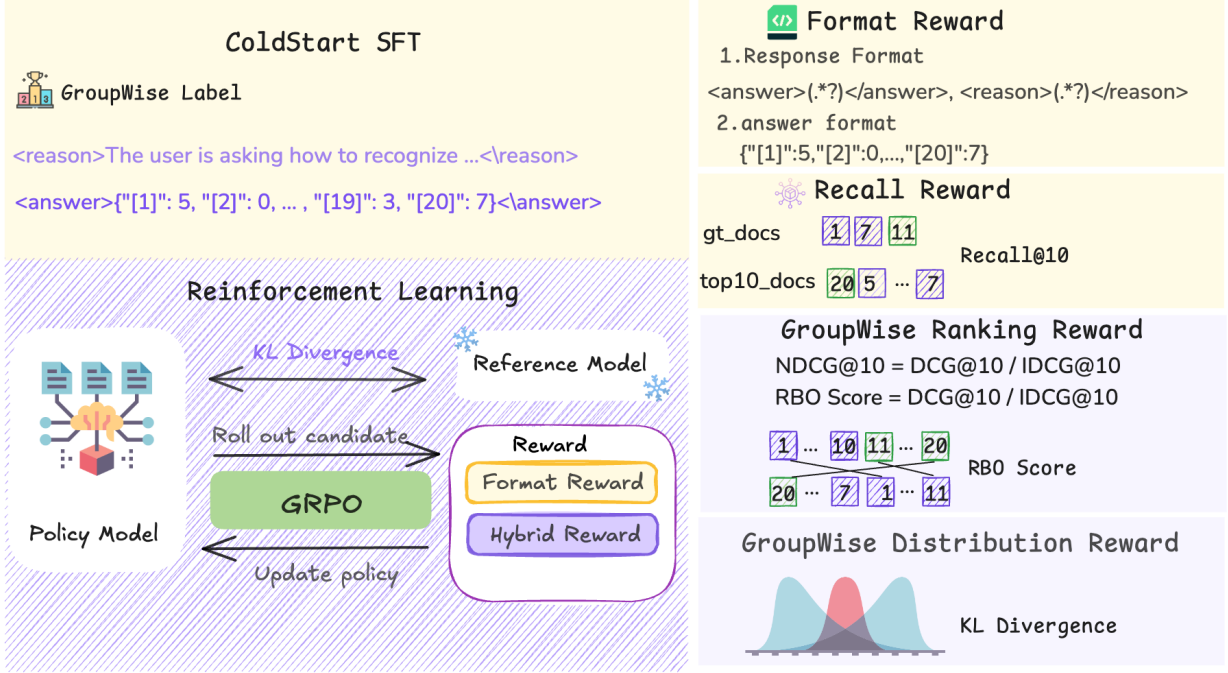 ColdStart SFT
GroupWise Label
<reason>The user is asking how to recognize ...<\reason>
<answer>{"[1]": 5, "[2]": 0, ... , "[19]": 3, "[20]": 7}<\answer>
Reinforcement Learning
KL Divergence
Reference Model
Roll out candidate
GRPO
Update policy
Policy Model
Reward
Format Reward
Hybrid Reward
Format Reward
1.Response Format
<answer>(.*?)</answer>, <reason>(.*?)</reason>
2.answer format
{"[1]":5,"[2]":0,...,"[20]":7}
Recall Reward
gt_docs 1 7 11
Recall@10
top10_docs 20 5 ... 7
GroupWise Ranking Reward
NDCG@10 = DCG@10 / IDCG@10
RBO Score = DCG@10 / IDCG@10
1 ... 10 11 ... 20
RBO Score
20 ... 7 1 ... 11
GroupWise Distribution Reward
KL Divergence